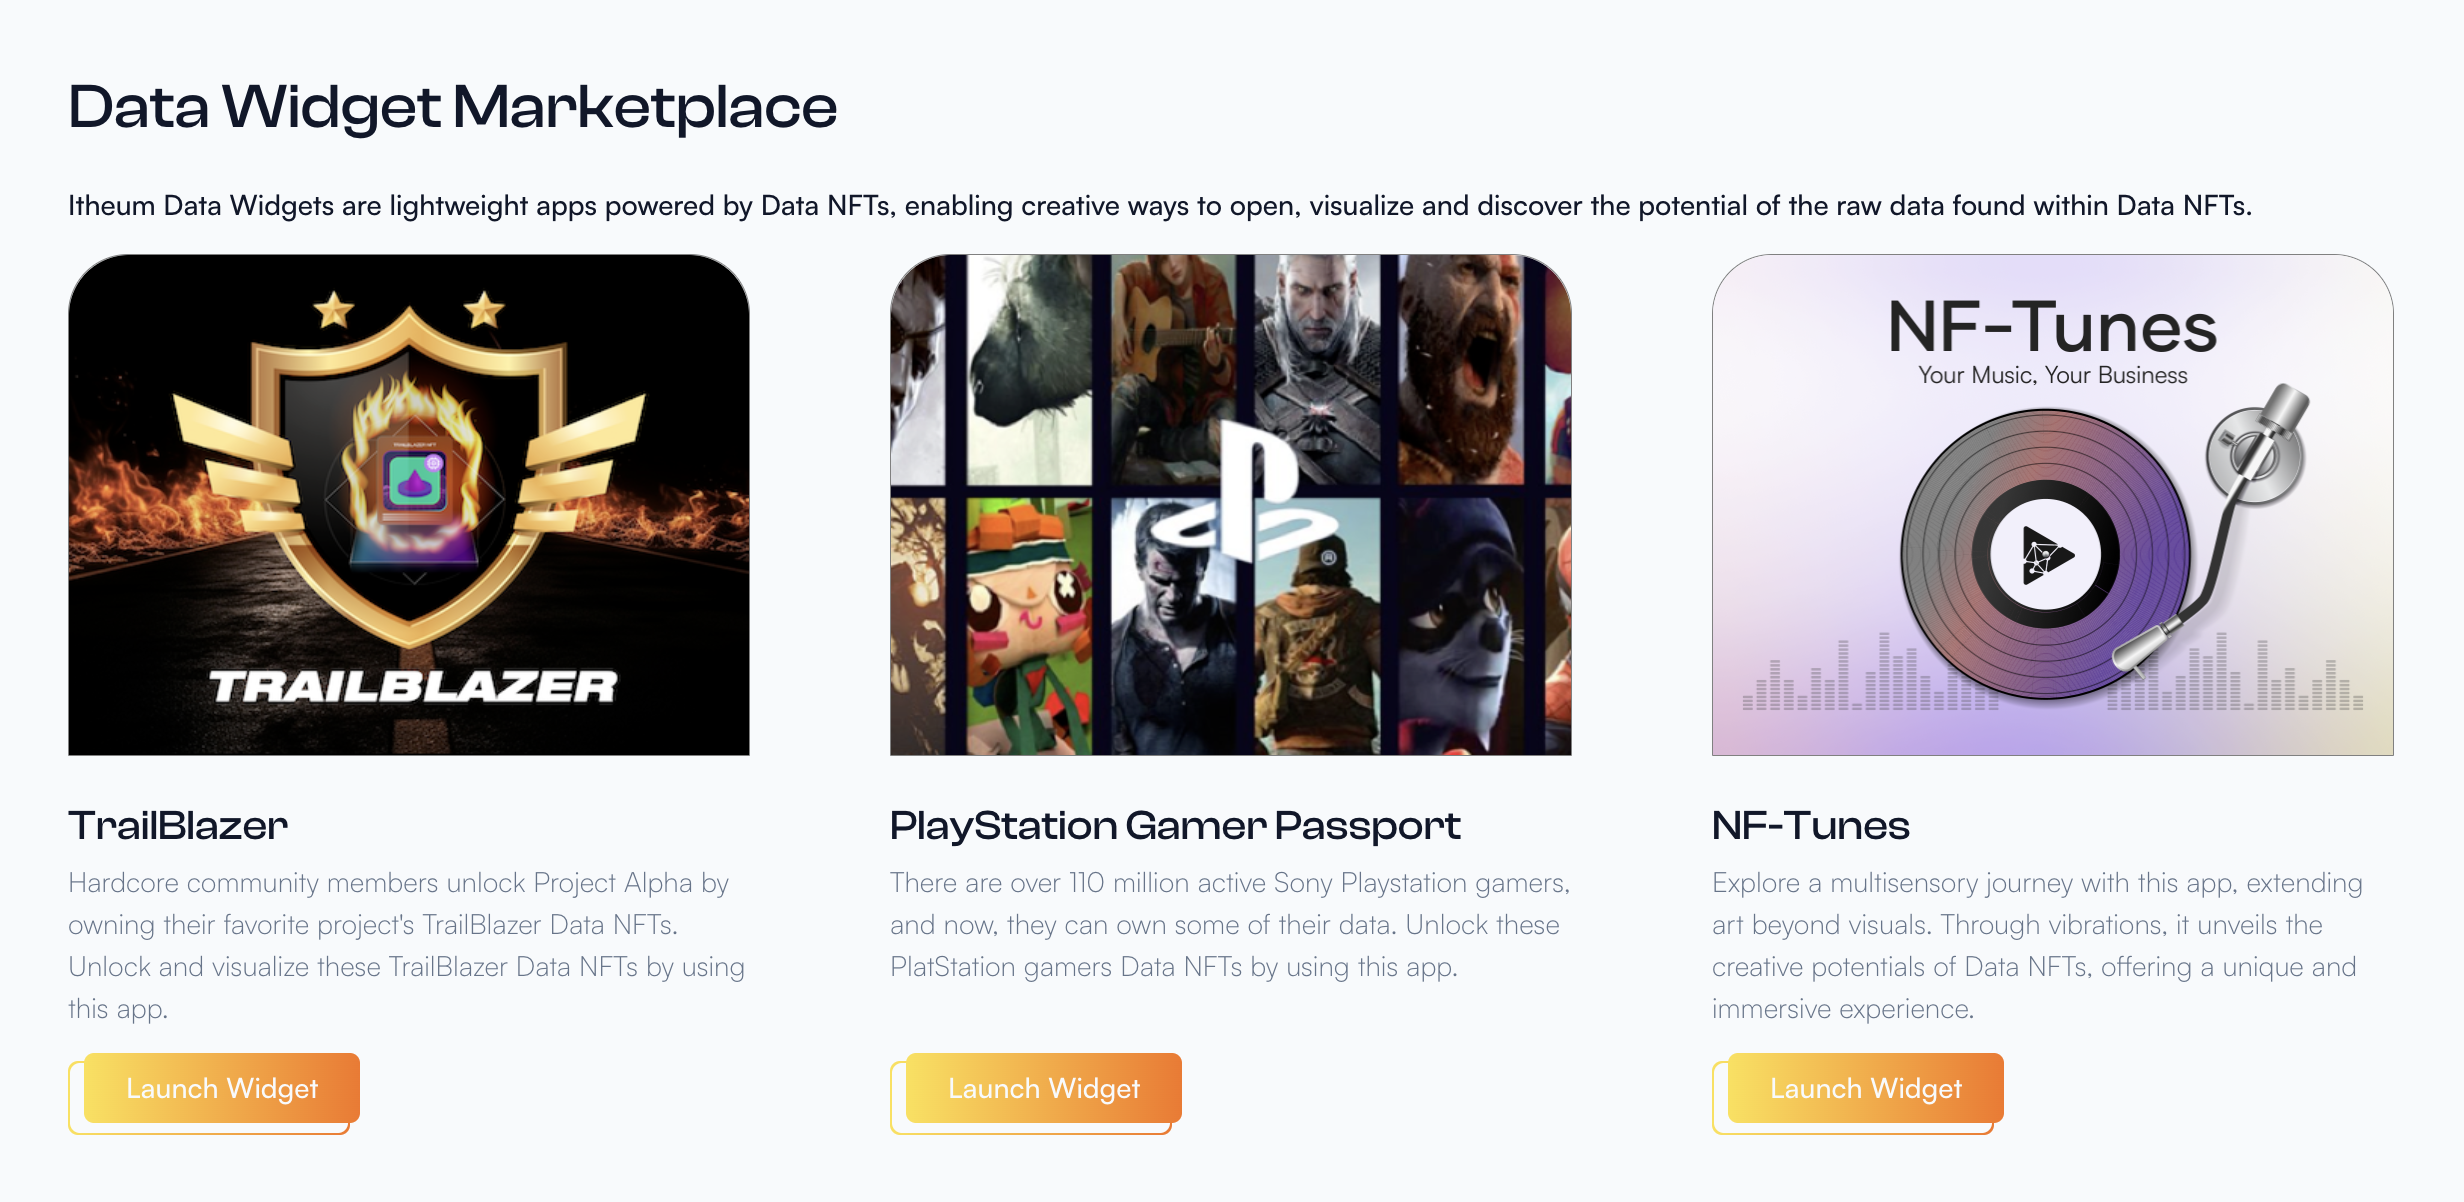 Data Widget Marketplace
Itheum Data Widgets are lightweight apps powered by Data NFTs, enabling creative ways to open, visualize and discover the potential of the raw data found within Data NFTs.
TRAILBLAZER NFT
TRAILBLAZER
NF-Tunes
Your Music, Your Business
TrailBlazer
Hardcore community members unlock Project Alpha by
owning their favorite project's TrailBlazer Data NFTs.
Unlock and visualize these TrailBlazer Data NFTs by using
this app.
Launch Widget
PlayStation Gamer Passport
There are over 110 million active Sony Playstation gamers,
and now, they can own some of their data. Unlock these
PlatStation gamers Data NFTs by using this app.
Launch Widget
NF-Tunes
Explore a multisensory journey with this app, extending
art beyond visuals. Through vibrations, it unveils the
creative potentials of Data NFTs, offering a unique and
immersive experience.
Launch Widget